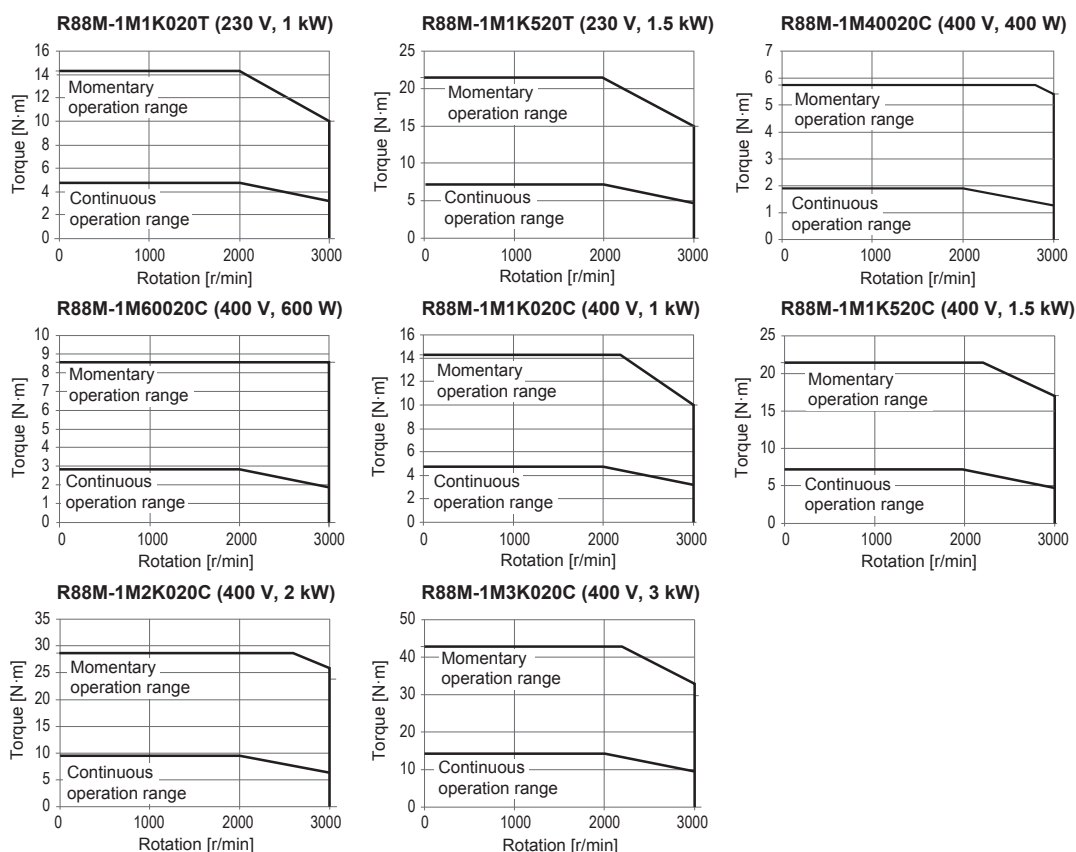 R88M-1M1K020T (230 V, 1 kW)
Torque [N·m]
16
14
12
10
8
6
4
2
0
Momentary
operation range
Continuous
operation range
0 1000 2000 3000
Rotation [r/min]
R88M-1M1K520T (230 V, 1.5 kW)
Torque [N·m]
25
20
15
10
5
0
Momentary
operation range
Continuous
operation range
0 1000 2000 3000
Rotation [r/min]
R88M-1M40020C (400 V, 400 W)
Torque [N·m]
7
6
5
4
3
2
1
0
Momentary
operation range
Continuous
operation range
0 1000 2000 3000
Rotation [r/min]
R88M-1M60020C (400 V, 600 W)
Torque [N·m]
10
9
8
7
6
5
4
3
2
1
0
Momentary
operation range
Continuous
operation range
0 1000 2000 3000
Rotation [r/min]
R88M-1M1K020C (400 V, 1 kW)
Torque [N·m]
16
14
12
10
8
6
4
2
0
Momentary
operation range
Continuous
operation range
0 1000 2000 3000
Rotation [r/min]
R88M-1M1K520C (400 V, 1.5 kW)
Torque [N·m]
25
20
15
10
5
0
Momentary
operation range
Continuous
operation range
0 1000 2000 3000
Rotation [r/min]
R88M-1M2K020C (400 V, 2 kW)
Torque [N·m]
35
30
25
20
15
10
5
0
Momentary
operation range
Continuous
operation range
0 1000 2000 3000
Rotation [r/min]
R88M-1M3K020C (400 V, 3 kW)
Torque [N·m]
50
40
30
20
10
0
Momentary
operation range
Continuous
operation range
0 1000 2000 3000
Rotation [r/min]